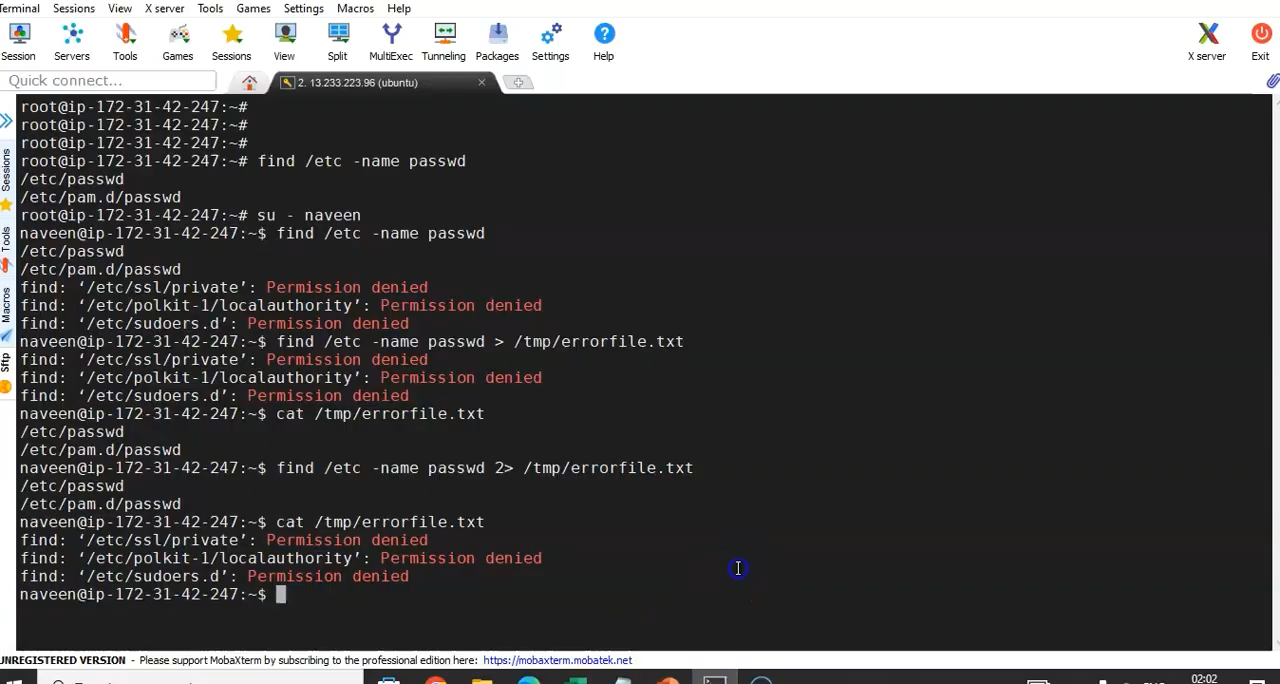 Terminal Sessions View X server Tools Games Settings Macros Help
Session Servers Tools Games Sessions View Split MultiExec Tunneling Packages Settings Help X server Exit
Quick connect... 2. 13.233.223.96 (ubuntu)
root@ip-172-31-42-247:~#
root@ip-172-31-42-247:~#
root@ip-172-31-42-247:~#
root@ip-172-31-42-247:~# find /etc -name passwd
/etc/passwd
/etc/pam.d/passwd
root@ip-172-31-42-247:~# su - naveen
naveen@ip-172-31-42-247:~$ find /etc -name passwd
/etc/passwd
/etc/pam.d/passwd
find: ‘/etc/ssl/private’: Permission denied
find: ‘/etc/polkit-1/localauthority’: Permission denied
find: ‘/etc/sudoers.d’: Permission denied
naveen@ip-172-31-42-247:~$ find /etc -name passwd > /tmp/errorfile.txt
find: ‘/etc/ssl/private’: Permission denied
find: ‘/etc/polkit-1/localauthority’: Permission denied
find: ‘/etc/sudoers.d’: Permission denied
naveen@ip-172-31-42-247:~$ cat /tmp/errorfile.txt
/etc/passwd
/etc/pam.d/passwd
naveen@ip-172-31-42-247:~$ find /etc -name passwd 2> /tmp/errorfile.txt
/etc/passwd
/etc/pam.d/passwd
naveen@ip-172-31-42-247:~$ cat /tmp/errorfile.txt
find: ‘/etc/ssl/private’: Permission denied
find: ‘/etc/polkit-1/localauthority’: Permission denied
find: ‘/etc/sudoers.d’: Permission denied
naveen@ip-172-31-42-247:~$
Sessions
Tools
Macros
Sftp
UNREGISTERED VERSION - Please support MobaXterm by subscribing to the professional edition here: https://mobaxterm.mobatek.net
02:02